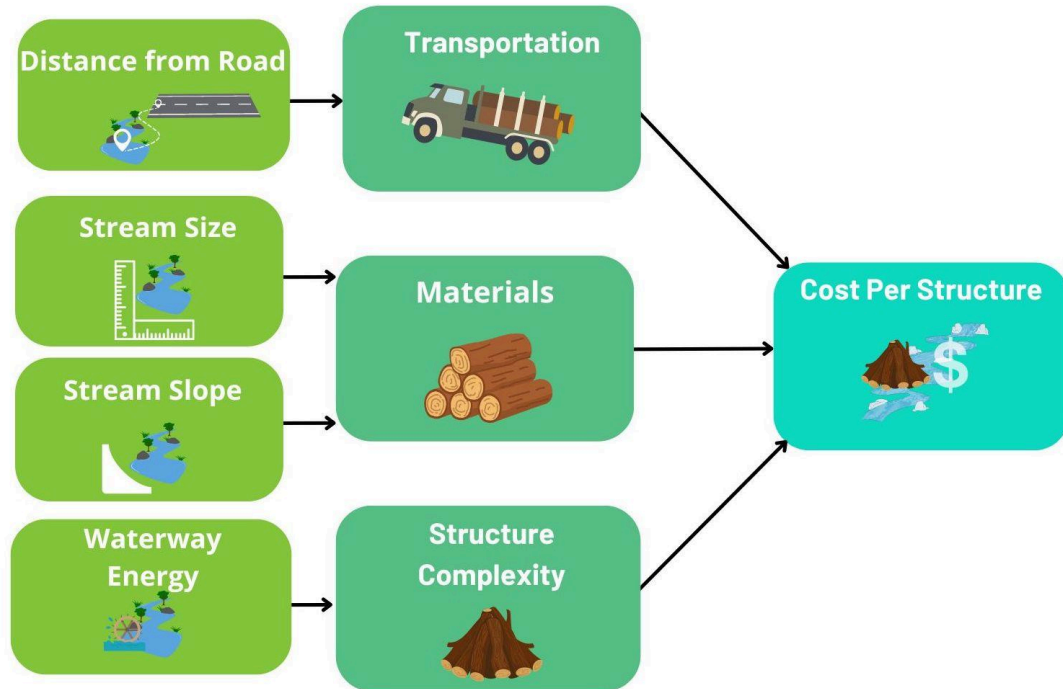 Distance from Road
Transportation
Stream Size
Materials
Cost Per Structure
$
Stream Slope
Waterway
Energy
Structure
Complexity